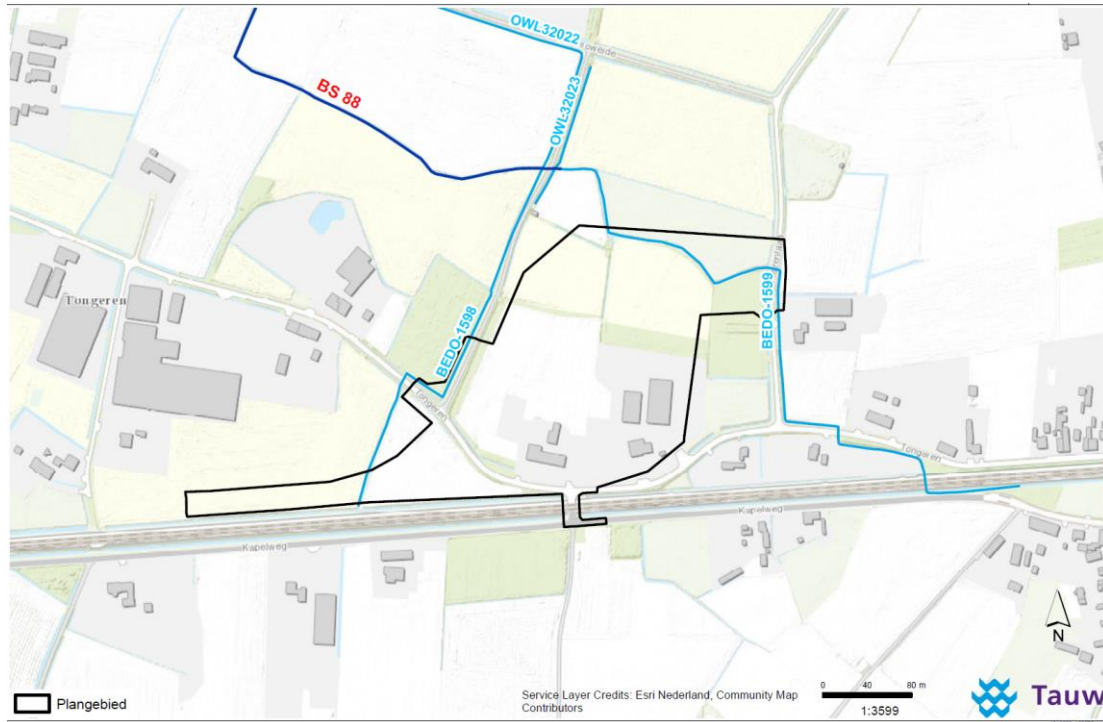 OWL32022
BS 88
OWL32023
Tongeren
BEDO-1598
BEDO-1599
Tongeren
Tongeren
Kapelweg
Kapelweg
N
Plangebied
Service Layer Credits: Esri Nederland, Community Map
Contributors
0 40 80 m
1:3599
Tauw